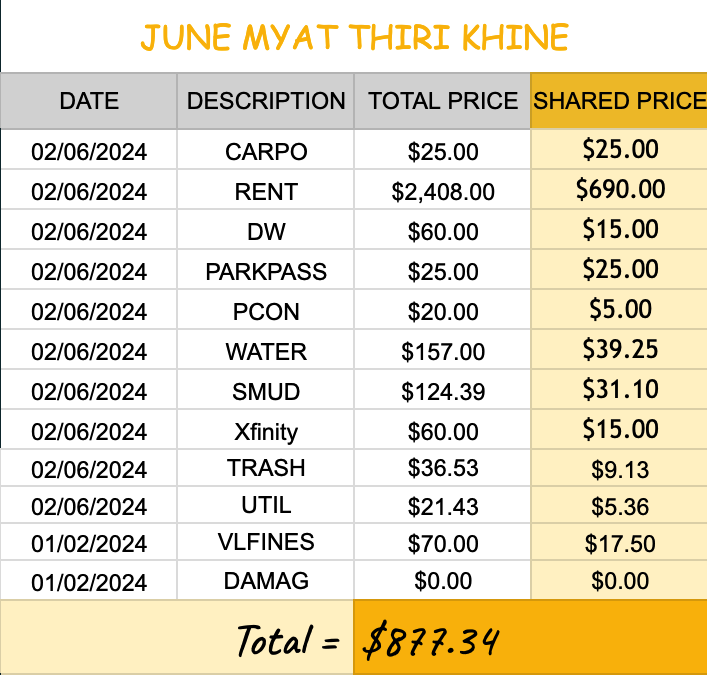 JUNE MYAT THIRI KHINE
DATE DESCRIPTION TOTAL PRICE SHARED PRICE
02/06/2024 CARPO $25.00 $25.00
02/06/2024 RENT $2,408.00 $690.00
02/06/2024 DW $60.00 $15.00
02/06/2024 PARKPASS $25.00 $25.00
02/06/2024 PCON $20.00 $5.00
02/06/2024 WATER $157.00 $39.25
02/06/2024 SMUD $124.39 $31.10
02/06/2024 Xfinity $60.00 $15.00
02/06/2024 TRASH $36.53 $9.13
02/06/2024 UTIL $21.43 $5.36
01/02/2024 VLFINES $70.00 $17.50
01/02/2024 DAMAG $0.00 $0.00
Total = $877.34